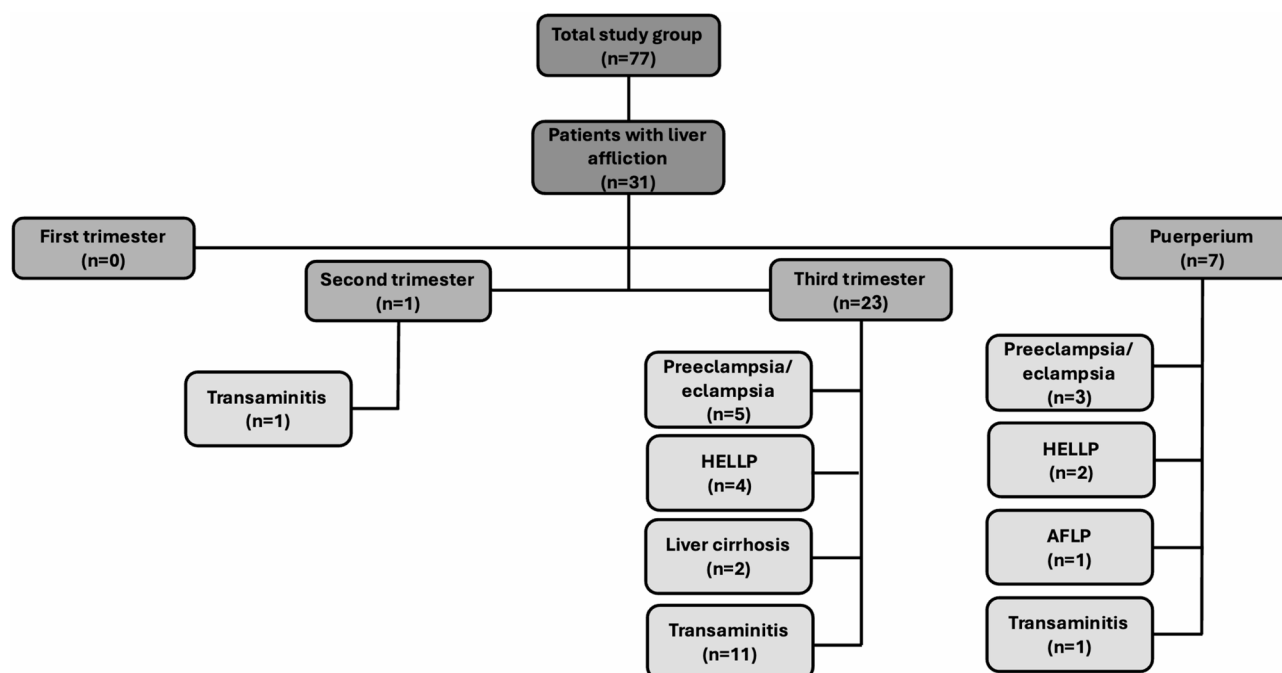 Total study group
(n=77)
Patients with liver
affliction
(n=31)
First trimester
(n=0)
Second trimester
(n=1)
Transaminitis
(n=1)
Third trimester
(n=23)
Preeclampsia/
eclampsia
(n=5)
HELLP
(n=4)
Liver cirrhosis
(n=2)
Transaminitis
(n=11)
Puerperium
(n=7)
Preeclampsia/
eclampsia
(n=3)
HELLP
(n=2)
AFLP
(n=1)
Transaminitis
(n=1)